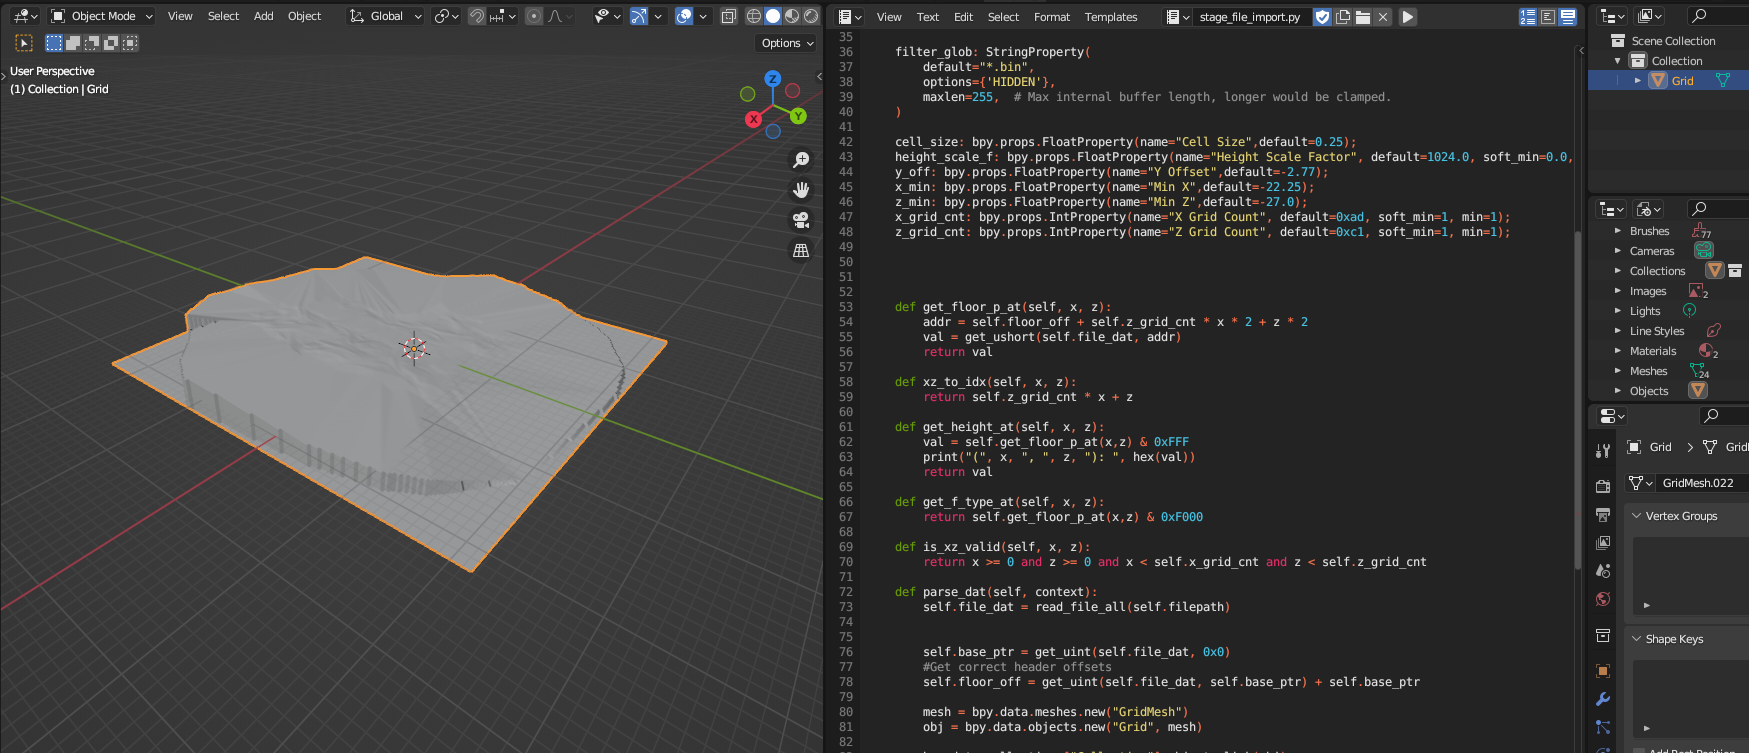 Object Mode View Select Add Object Global
Options
User Perspective
(1) Collection | Grid
Z
X
Y
View Text Edit Select Format Templates stage_file_import.py
35
36 filter_glob: StringProperty(
37 default="*.bin",
38 options={'HIDDEN'},
39 maxlen=255, # Max internal buffer length, longer would be clamped.
40 )
41
42 cell_size: bpy.props.FloatProperty(name="Cell Size",default=0.25);
43 height_scale_f: bpy.props.FloatProperty(name="Height Scale Factor", default=1024.0, soft_min=0.0,
44 y_off: bpy.props.FloatProperty(name="Y Offset",default=-2.77);
45 x_min: bpy.props.FloatProperty(name="Min X",default=-22.25);
46 z_min: bpy.props.FloatProperty(name="Min Z",default=-27.0);
47 x_grid_cnt: bpy.props.IntProperty(name="X Grid Count", default=0xad, soft_min=1, min=1);
48 z_grid_cnt: bpy.props.IntProperty(name="Z Grid Count", default=0xc1, soft_min=1, min=1);
49
50
51
52
53 def get_floor_p_at(self, x, z):
54 addr = self.floor_off + self.z_grid_cnt * x * 2 + z * 2
55 val = get_ushort(self.file_dat, addr)
56 return val
57
58 def xz_to_idx(self, x, z):
59 return self.z_grid_cnt * x + z
60
61 def get_height_at(self, x, z):
62 val = self.get_floor_p_at(x,z) & 0xFFF
63 print("(", x, ", ", z, "): ", hex(val))
64 return val
65
66 def get_f_type_at(self, x, z):
67 return self.get_floor_p_at(x,z) & 0xF000
68
69 def is_xz_valid(self, x, z):
70 return x >= 0 and z >= 0 and x < self.x_grid_cnt and z < self.z_grid_cnt
71
72 def parse_dat(self, context):
73 self.file_dat = read_file_all(self.filepath)
74
75
76 self.base_ptr = get_uint(self.file_dat, 0x0)
77 #Get correct header offsets
78 self.floor_off = get_uint(self.file_dat, self.base_ptr) + self.base_ptr
79
80 mesh = bpy.data.meshes.new("GridMesh")
81 obj = bpy.data.objects.new("Grid", mesh)
82
Scene Collection
Collection
Grid
Brushes 77
Cameras
Collections
Images 2
Lights
Line Styles
Materials 2
Meshes 24
Objects
Grid > Grid
GridMesh.022
Vertex Groups
Shape Keys